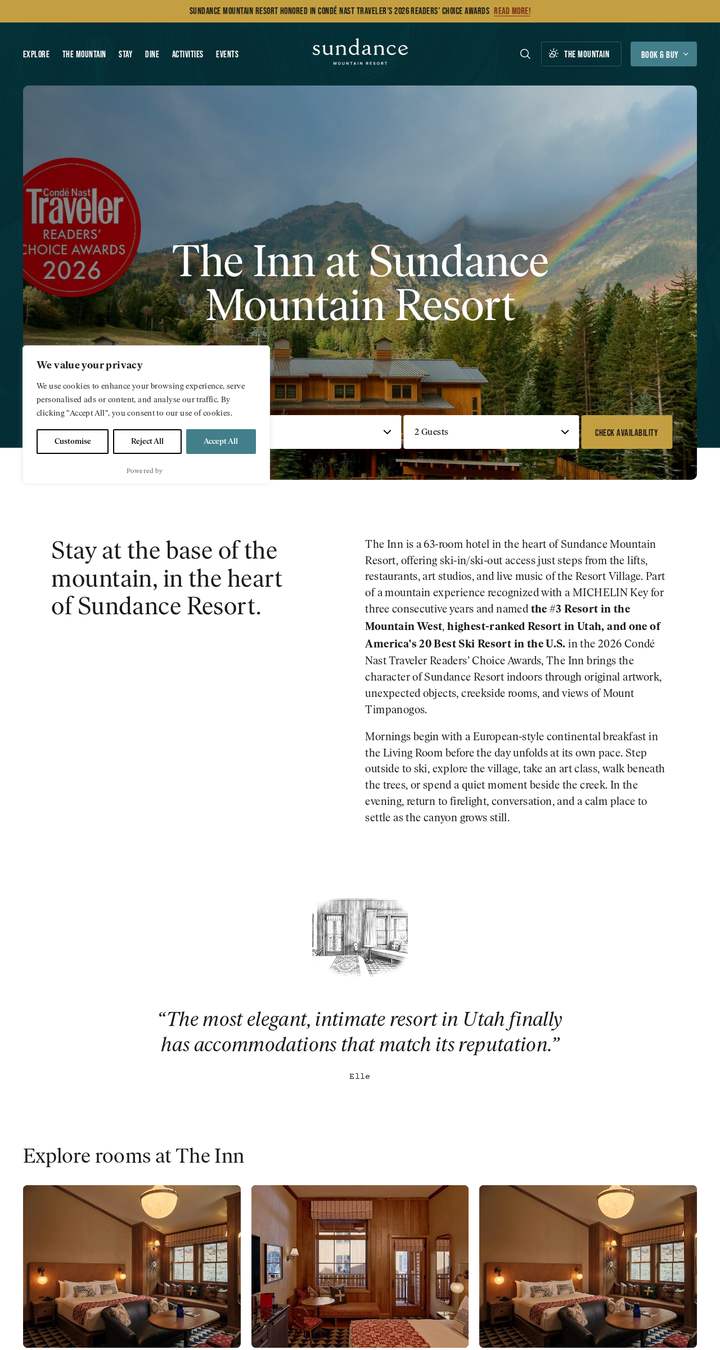 SUNDANCE MOUNTAIN RESORT HONORED IN CONDÉ NAST TRAVELER'S 2026 READERS' CHOICE AWARDS READ MORE!
EXPLORE THE MOUNTAIN STAY DINE ACTIVITIES EVENTS
sundance
MOUNTAIN RESORT
THE MOUNTAIN
BOOK & BUY
Condé Nast
Traveler
READERS'
CHOICE AWARDS
2026
The Inn at Sundance
Mountain Resort
We value your privacy
We use cookies to enhance your browsing experience, serve
personalised ads or content, and analyse our traffic. By
clicking "Accept All", you consent to our use of cookies.
Customise Reject All Accept All
Powered by
2 Guests
CHECK AVAILABILITY
Stay at the base of the
mountain, in the heart
of Sundance Resort.
The Inn is a 63-room hotel in the heart of Sundance Mountain
Resort, offering ski-in/ski-out access just steps from the lifts,
restaurants, art studios, and live music of the Resort Village. Part
of a mountain experience recognized with a MICHELIN Key for
three consecutive years and named the #3 Resort in the
Mountain West, highest-ranked Resort in Utah, and one of
America's 20 Best Ski Resort in the U.S. in the 2026 Condé
Nast Traveler Readers' Choice Awards, The Inn brings the
character of Sundance Resort indoors through original artwork,
unexpected objects, creekside rooms, and views of Mount
Timpanogos.
Mornings begin with a European-style continental breakfast in
the Living Room before the day unfolds at its own pace. Step
outside to ski, explore the village, take an art class, walk beneath
the trees, or spend a quiet moment beside the creek. In the
evening, return to firelight, conversation, and a calm place to
settle as the canyon grows still.
“The most elegant, intimate resort in Utah finally
has accommodations that match its reputation.”
Elle
Explore rooms at The Inn